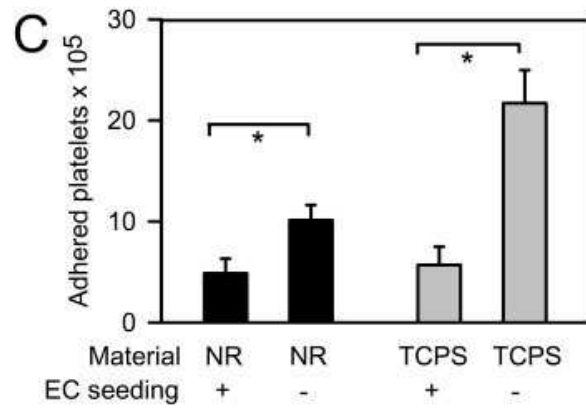 C
Adhered platelets x 10⁵
30
20
10
0
*
*
Material NR NR TCPS TCPS
EC seeding + - + -